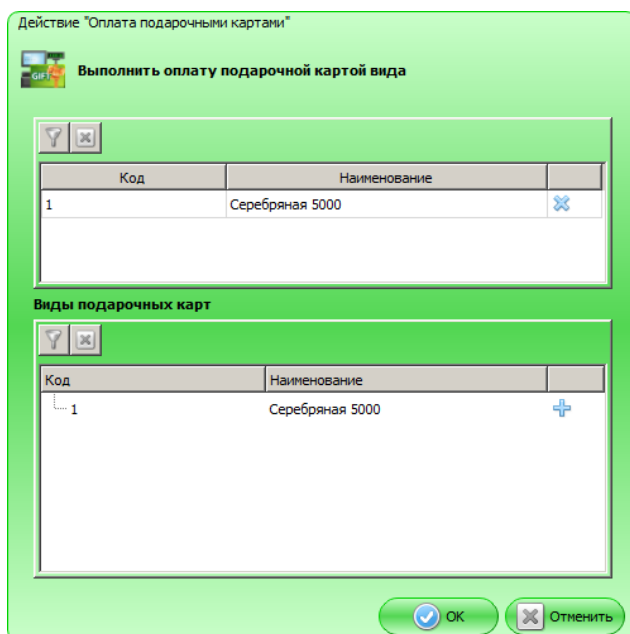 Действие "Оплата подарочными картами"
GIFT
Выполнить оплату подарочной картой вида
Код Наименование
1 Серебряная 5000
Виды подарочных карт
Код Наименование
1 Серебряная 5000
OK Отменить